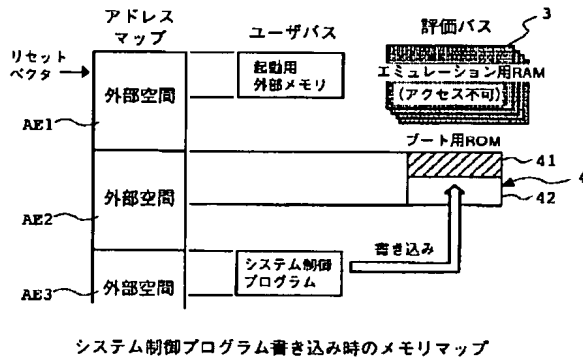 アドレス
マップ
ユーザバス
評価バス
3
リセット
ベクタ
外部空間
起動用
外部メモリ
エミュレーション用RAM
(アクセス不可)
AE1
ブート用ROM
41
4
42
外部空間
AE2
書き込み
システム制御
プログラム
外部空間
AE3
システム制御プログラム書き込み時のメモリマップ